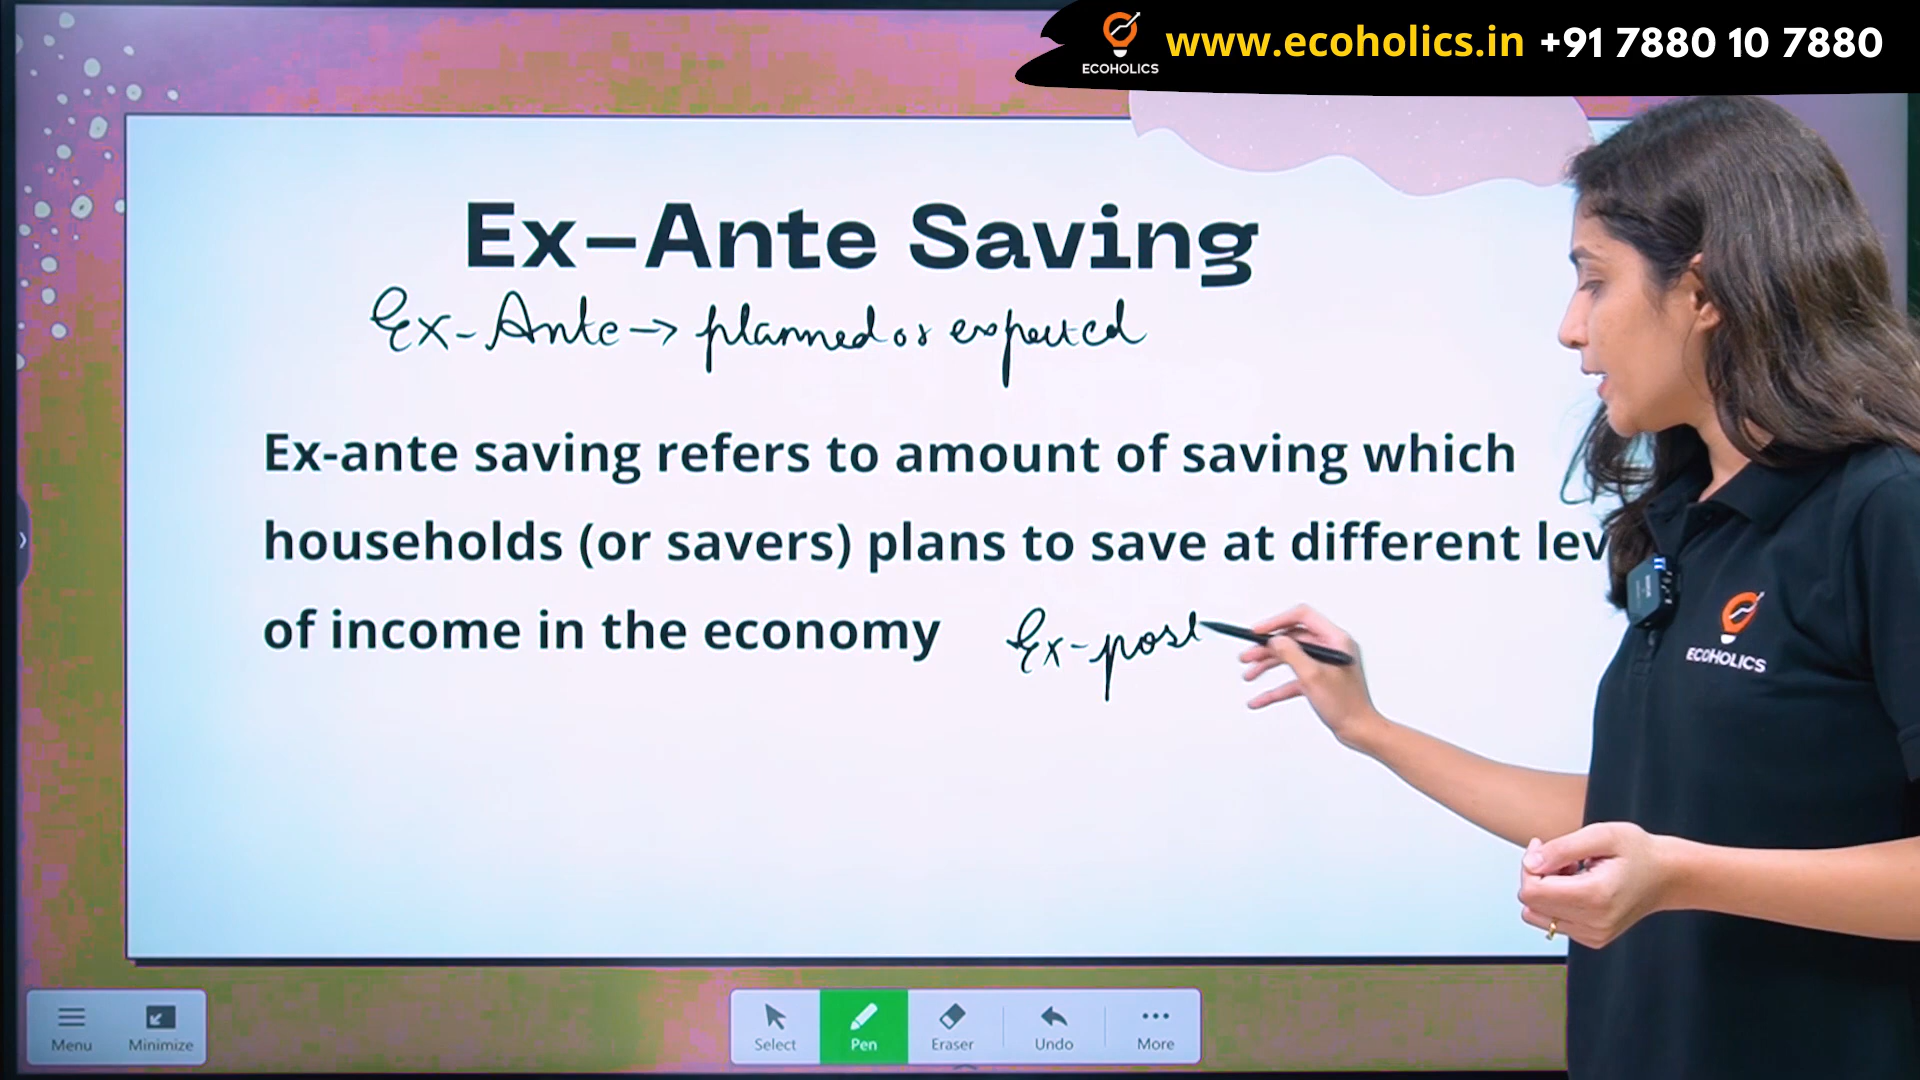 www.ecoholics.in +91 7880 10 7880
ECOHOLICS
Ex-Ante Saving
Ex-Ante → planned or expected
Ex-ante saving refers to amount of saving which
households (or savers) plans to save at different lev
of income in the economy
Ex-post
ECOHOLICS
Menu
Minimize
Select
Pen
Eraser
Undo
More